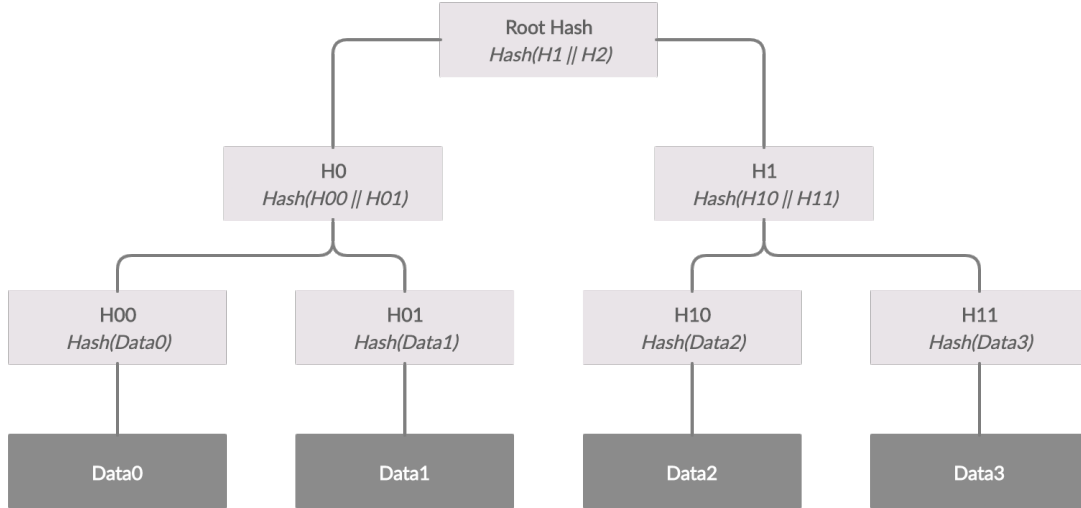 Root Hash
Hash(H1 || H2)
H0
Hash(H00 || H01)
H1
Hash(H10 || H11)
H00
Hash(Data0)
H01
Hash(Data1)
H10
Hash(Data2)
H11
Hash(Data3)
Data0
Data1
Data2
Data3